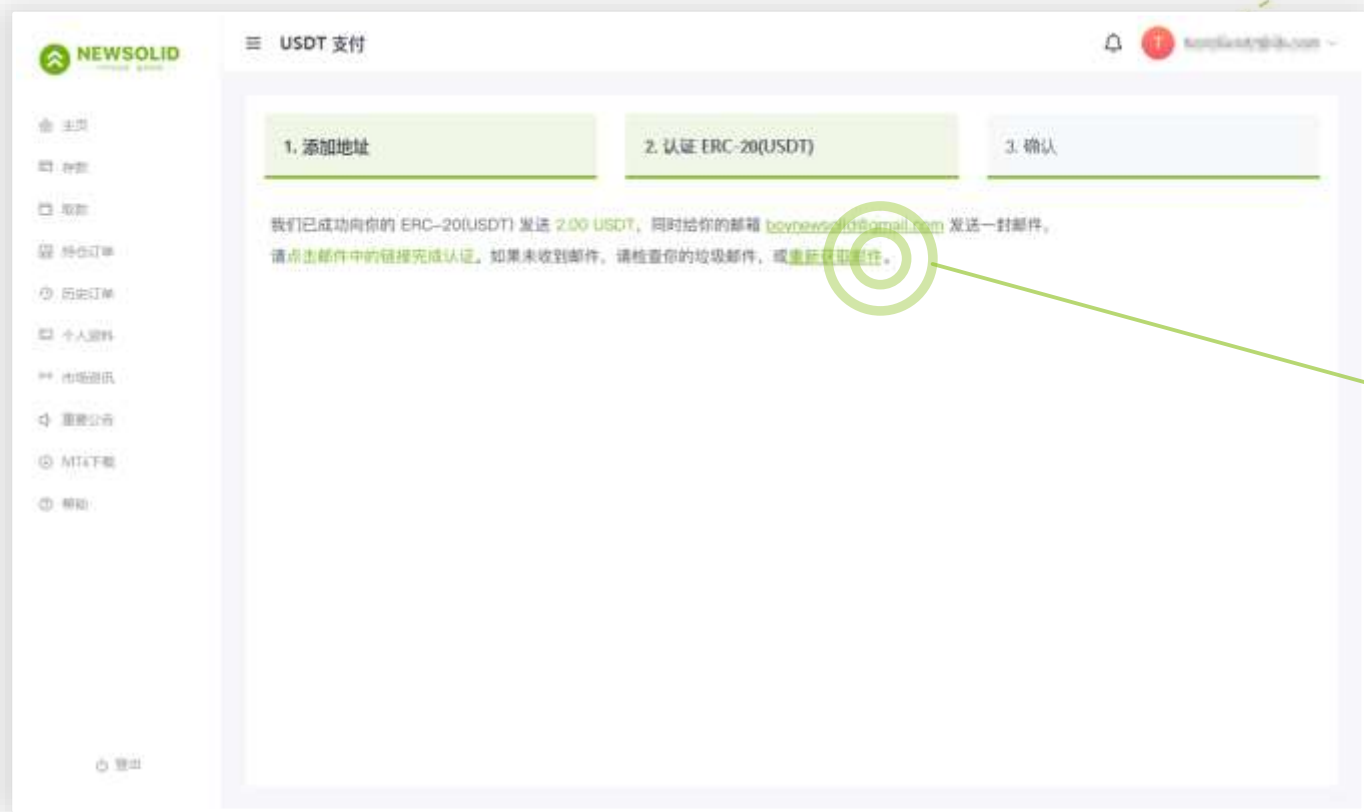 NEWSOLID
USDT 支付
主页
存款
取款
持仓订单
历史订单
个人资料
市场资讯
重要公告
MT4下载
帮助
登出
1. 添加地址
2. 认证 ERC-20(USDT)
3. 确认
我们已成功向你的 ERC-20(USDT) 发送 2.00 USDT，同时给你的邮箱 boynewsolid@gmail.com 发送一封邮件。
请点击邮件中的链接完成认证。如果未收到邮件，请检查你的垃圾邮件，或重新获取邮件。